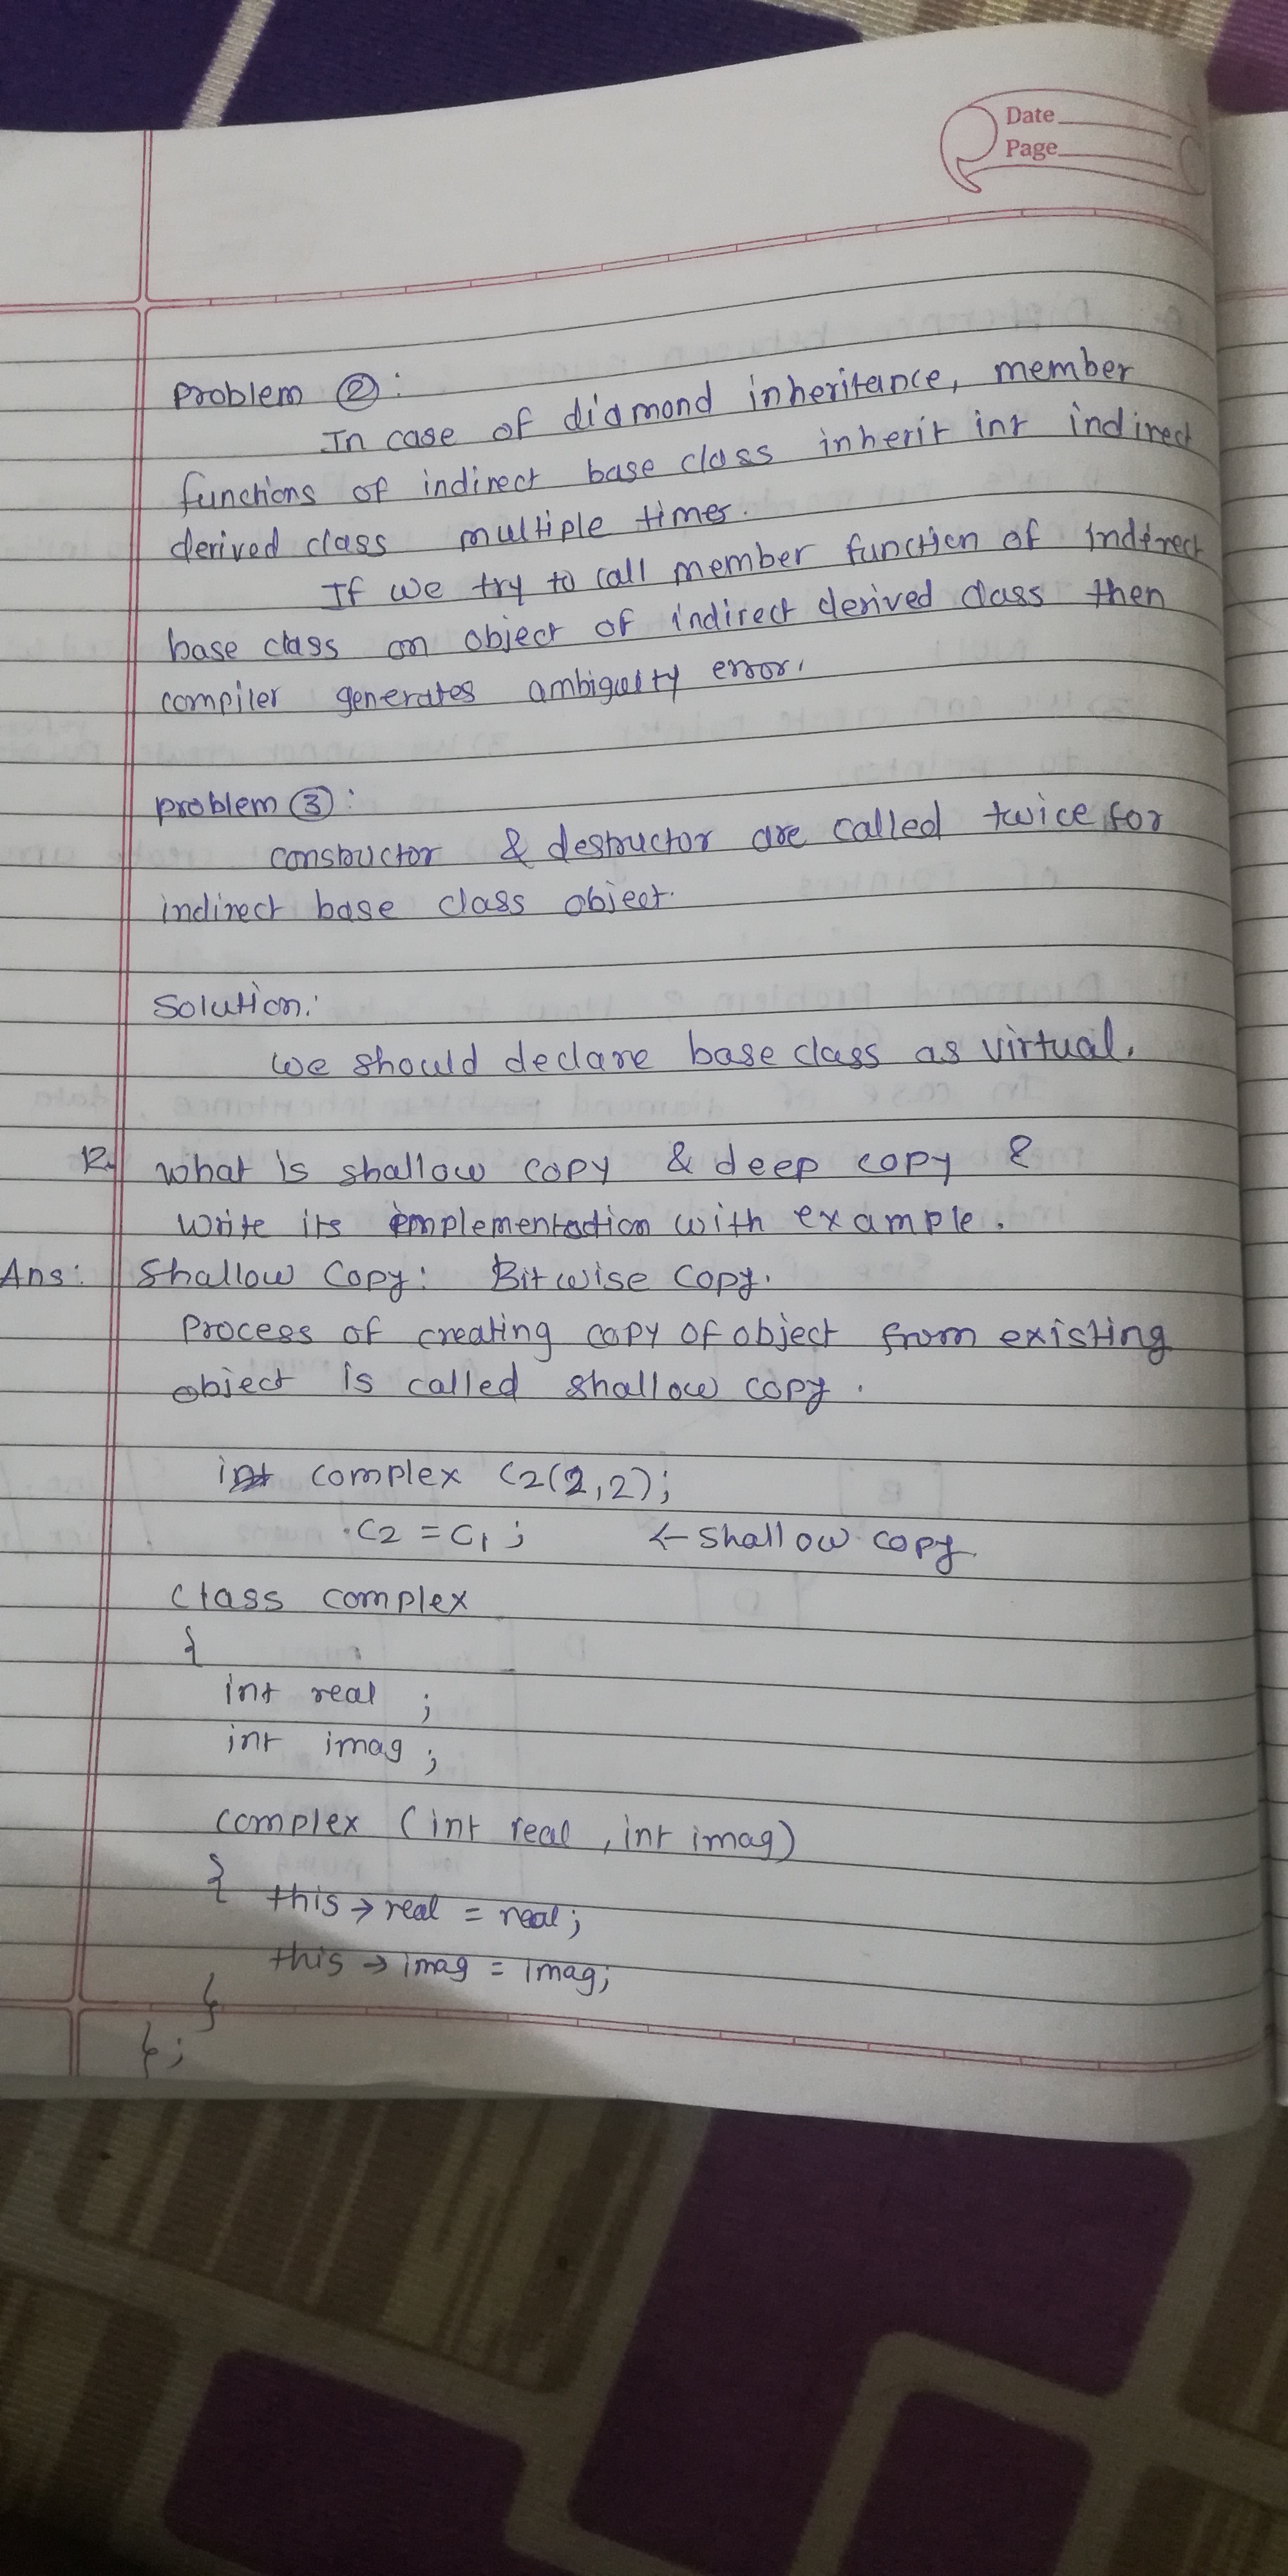 Date
Page
Problem ②:
In case of diamond inheritance, member
functions of indirect base class inherit int indirect
derived class multiple times.
If we try to call member function of indirect
base class on object of indirect derived class then
compiler generates ambiguity error.
problem ③:
constructor & destructor are called twice for
indirect base class object.
Solution:
We should declare base class as virtual.
12. What is shallow copy & deep copy ?
Write its implementation with example.
Ans: Shallow Copy: Bitwise Copy.
Process of creating copy of object from existing
object is called shallow copy.
complex c2(2,2);
c2 = c1; ← shallow copy
class complex
{
int real ;
int imag ;
complex (int real , int imag)
{ this → real = real;
this → imag = imag;
}
};